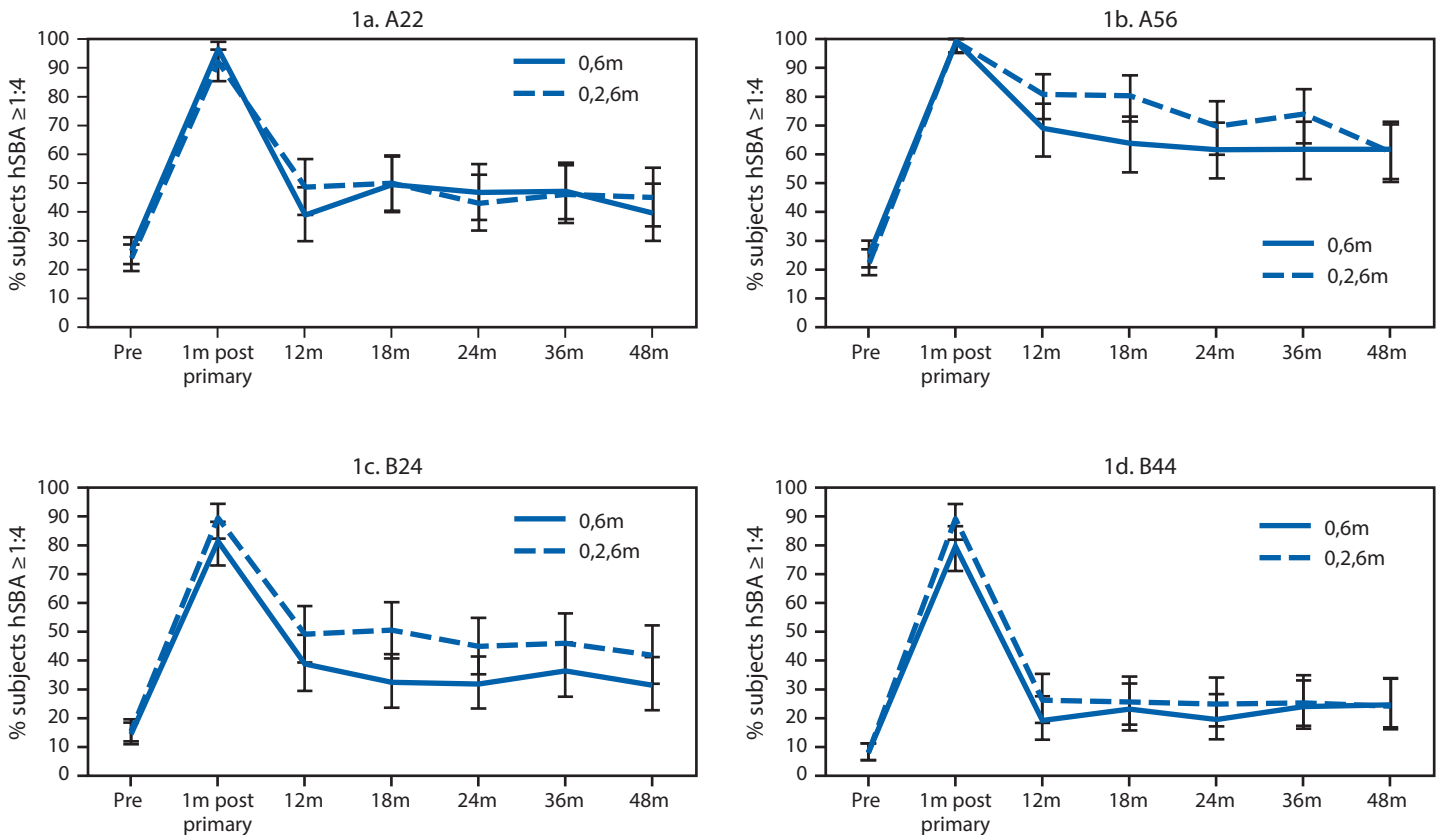 1a. A22
% subjects hSBA ≥1:4
100
90
80
70
60
50
40
30
20
10
0
0,6m
0,2,6m
Pre
1m post
primary
12m
18m
24m
36m
48m
1b. A56
% subjects hSBA ≥1:4
100
90
80
70
60
50
40
30
20
10
0
0,6m
0,2,6m
Pre
1m post
primary
12m
18m
24m
36m
48m
1c. B24
% subjects hSBA ≥1:4
100
90
80
70
60
50
40
30
20
10
0
0,6m
0,2,6m
Pre
1m post
primary
12m
18m
24m
36m
48m
1d. B44
% subjects hSBA ≥1:4
100
90
80
70
60
50
40
30
20
10
0
0,6m
0,2,6m
Pre
1m post
primary
12m
18m
24m
36m
48m